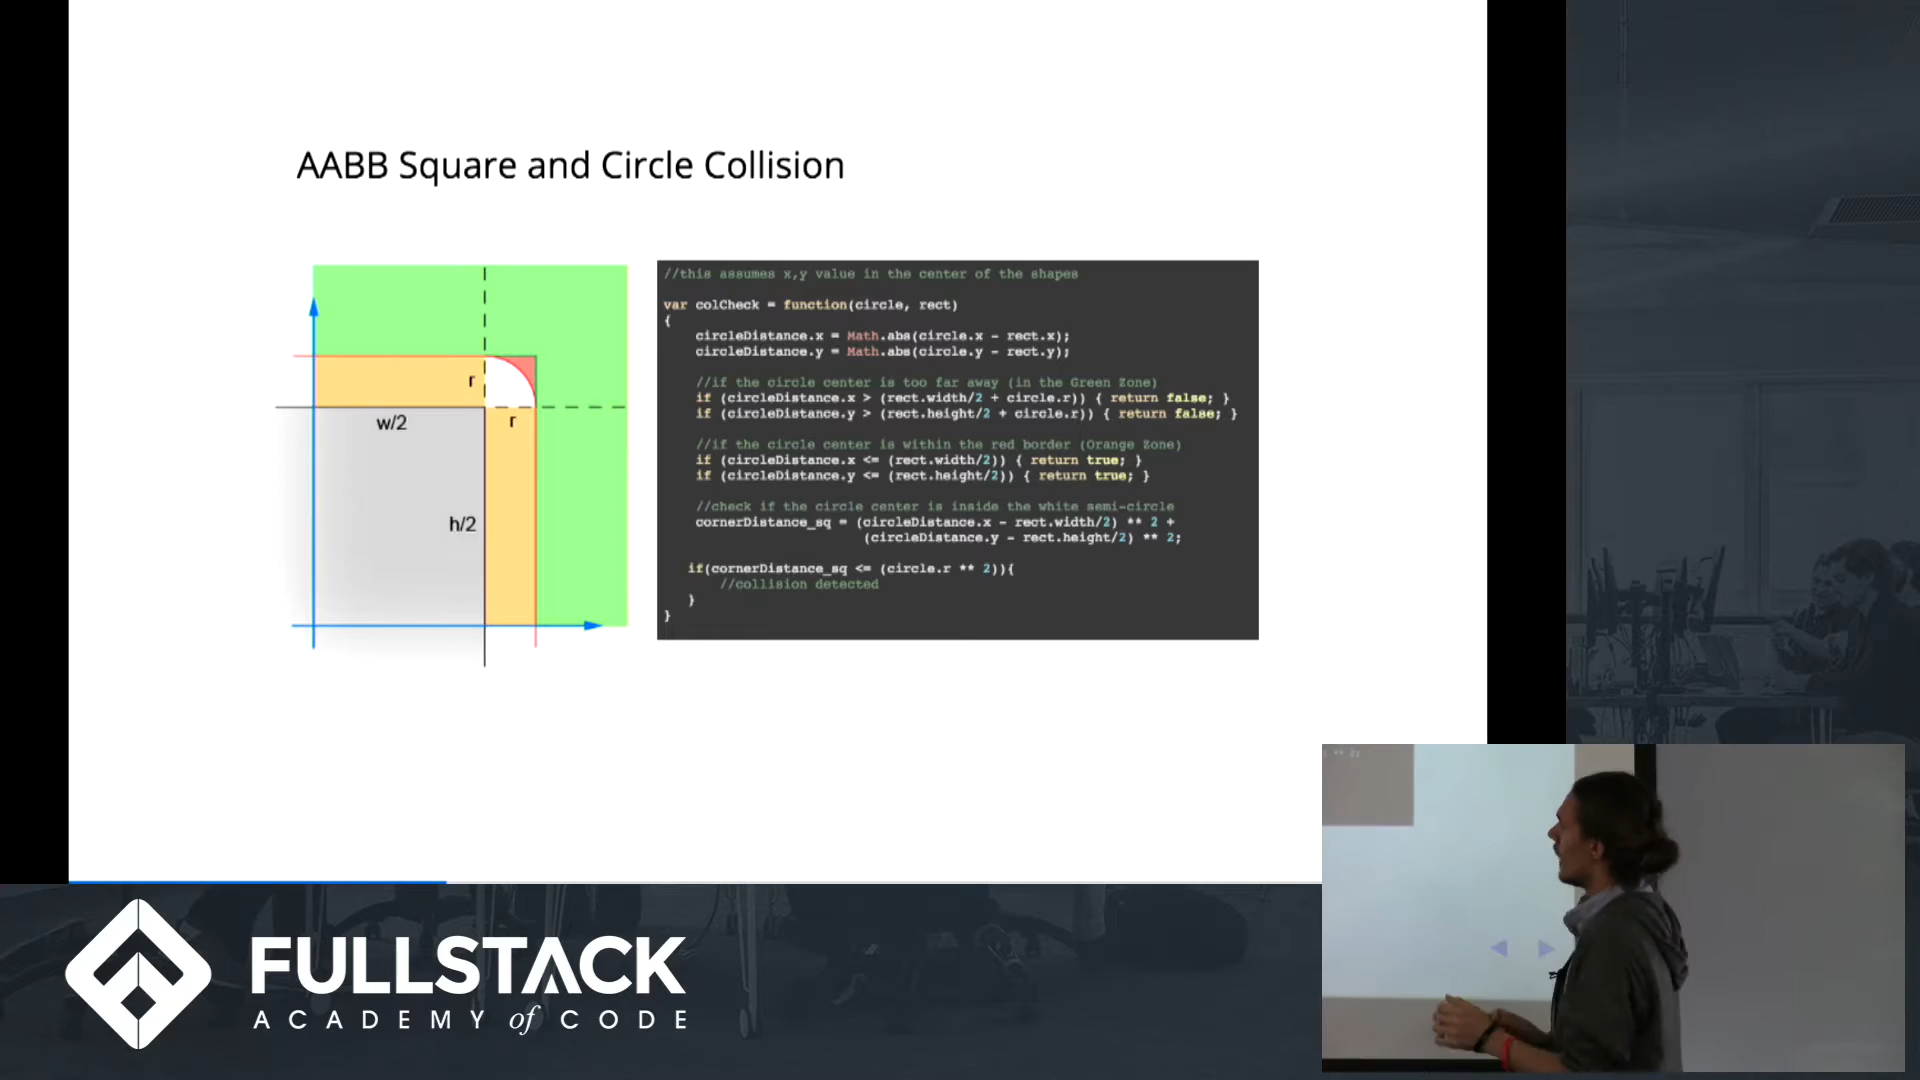 AABB Square and Circle Collision
r
w/2
r
h/2
//this assumes x,y value in the center of the shapes
var colCheck = function(circle, rect)
{
circleDistance.x = Math.abs(circle.x - rect.x);
circleDistance.y = Math.abs(circle.y - rect.y);
//if the circle center is too far away (in the Green Zone)
if (circleDistance.x > (rect.width/2 + circle.r)) { return false; }
if (circleDistance.y > (rect.height/2 + circle.r)) { return false; }
//if the circle center is within the red border (Orange Zone)
if (circleDistance.x <= (rect.width/2)) { return true; }
if (circleDistance.y <= (rect.height/2)) { return true; }
//check if the circle center is inside the white semi-circle
cornerDistance_sq = (circleDistance.x - rect.width/2) ** 2 +
(circleDistance.y - rect.height/2) ** 2;
if(cornerDistance_sq <= (circle.r ** 2)){
//collision detected
}
}
** 2;
FULLSTACK
ACADEMY of CODE